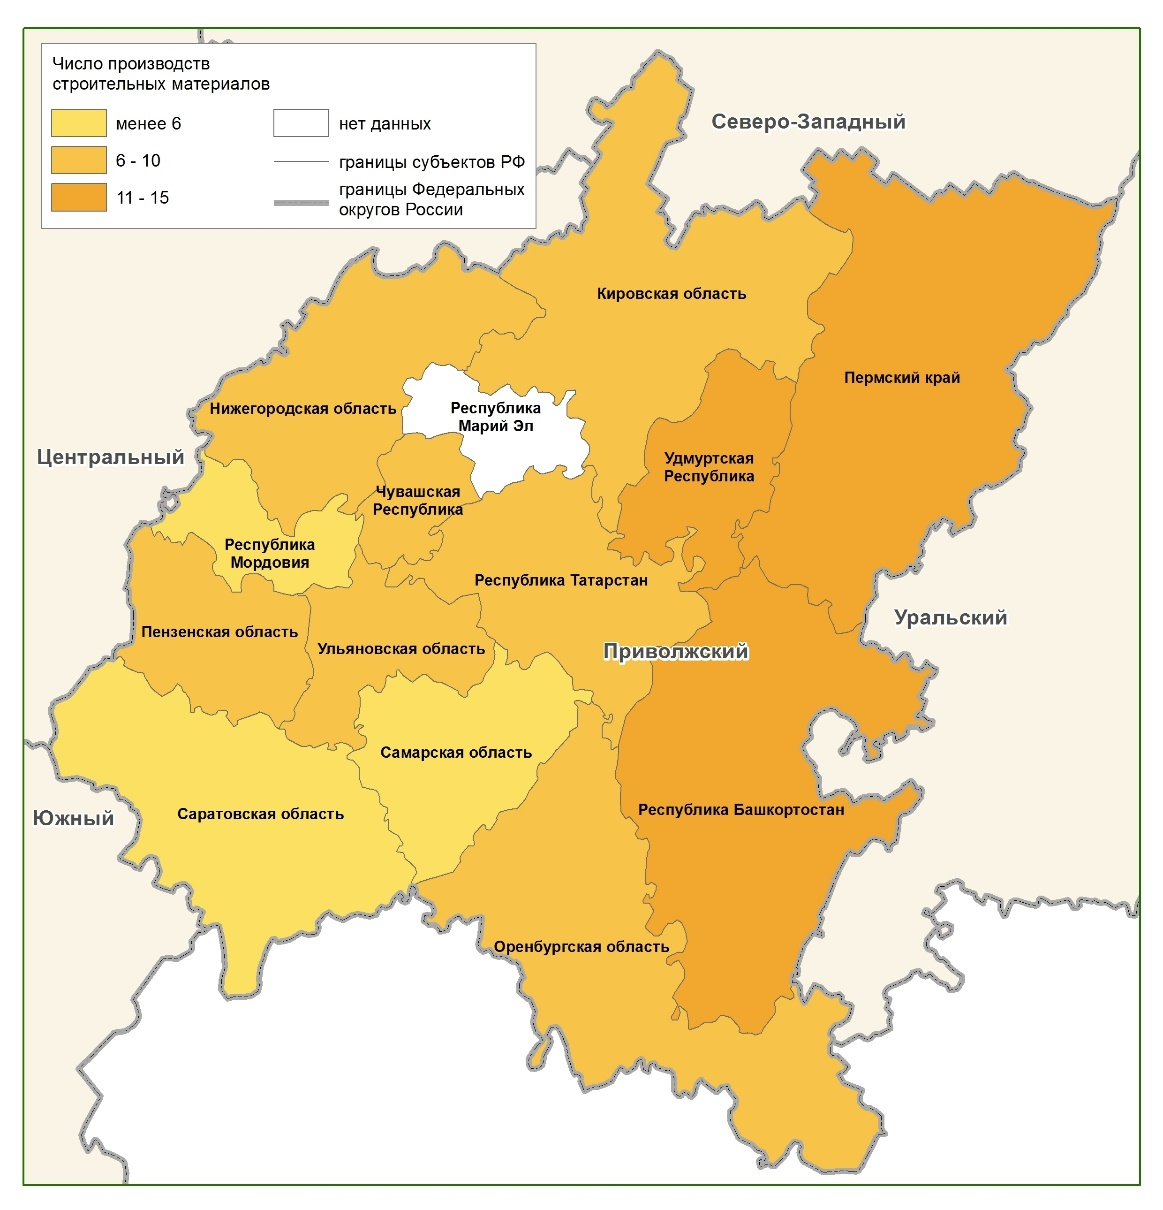 Число производств
строительных материалов
менее 6
6 - 10
11 - 15
нет данных
границы субъектов РФ
границы Федеральных
округов России
Северо-Западный
Кировская область
Пермский край
Нижегородская область
Республика
Марий Эл
Центральный
Удмуртская
Республика
Чувашская
Республика
Республика
Мордовия
Республика Татарстан
Уральский
Пензенская область
Ульяновская область
Приволжский
Самарская область
Республика Башкортостан
Южный
Саратовская область
Оренбургская область